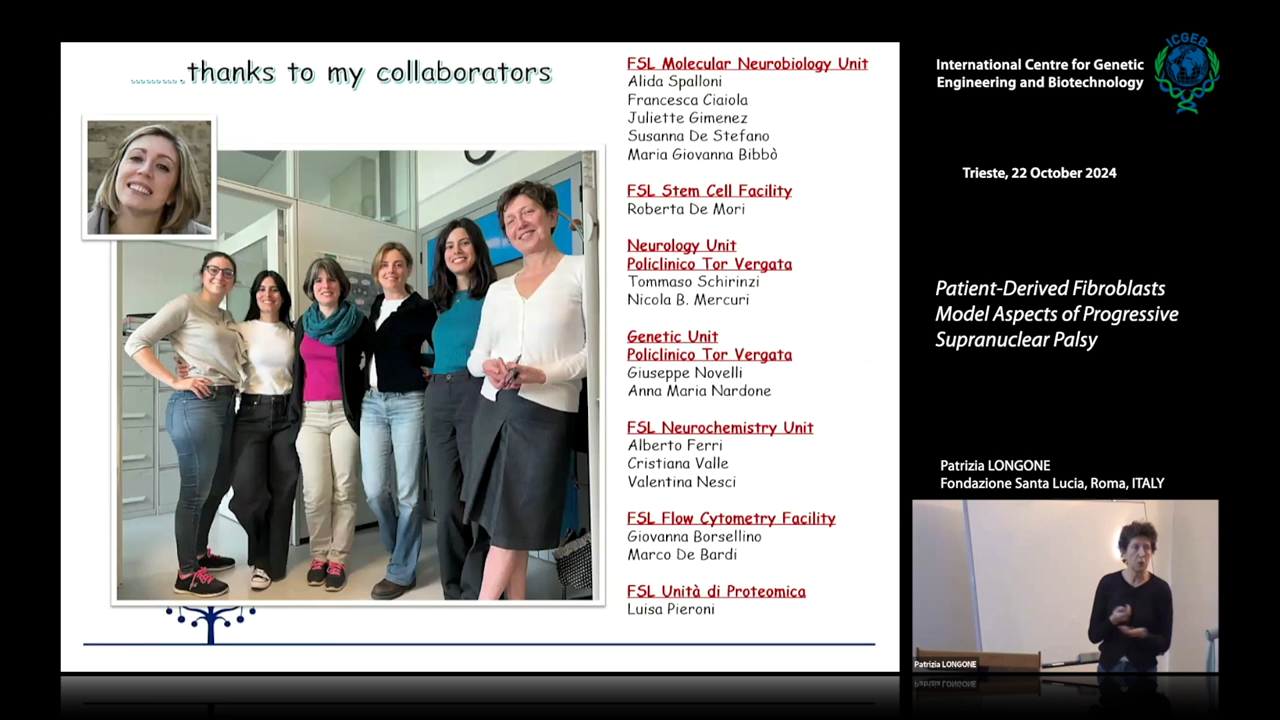 ..........thanks to my collaborators
FSL Molecular Neurobiology Unit
Alida Spalloni
Francesca Ciaiola
Juliette Gimenez
Susanna De Stefano
Maria Giovanna Bibbò
FSL Stem Cell Facility
Roberta De Mori
Neurology Unit
Policlinico Tor Vergata
Tommaso Schirinzi
Nicola B. Mercuri
Genetic Unit
Policlinico Tor Vergata
Giuseppe Novelli
Anna Maria Nardone
FSL Neurochemistry Unit
Alberto Ferri
Cristiana Valle
Valentina Nesci
FSL Flow Cytometry Facility
Giovanna Borsellino
Marco De Bardi
FSL Unità di Proteomica
Luisa Pieroni
International Centre for Genetic
Engineering and Biotechnology
ICGEB
Trieste, 22 October 2024
Patient-Derived Fibroblasts
Model Aspects of Progressive
Supranuclear Palsy
Patrizia LONGONE
Fondazione Santa Lucia, Roma, ITALY
Patrizia LONGONE